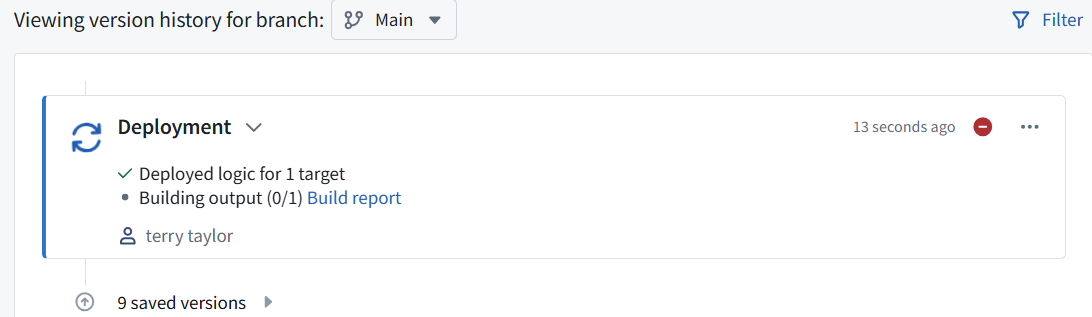 Viewing version history for branch: Main Filter
Deployment 13 seconds ago
Deployed logic for 1 target
Building output (0/1) Build report
terry taylor
9 saved versions